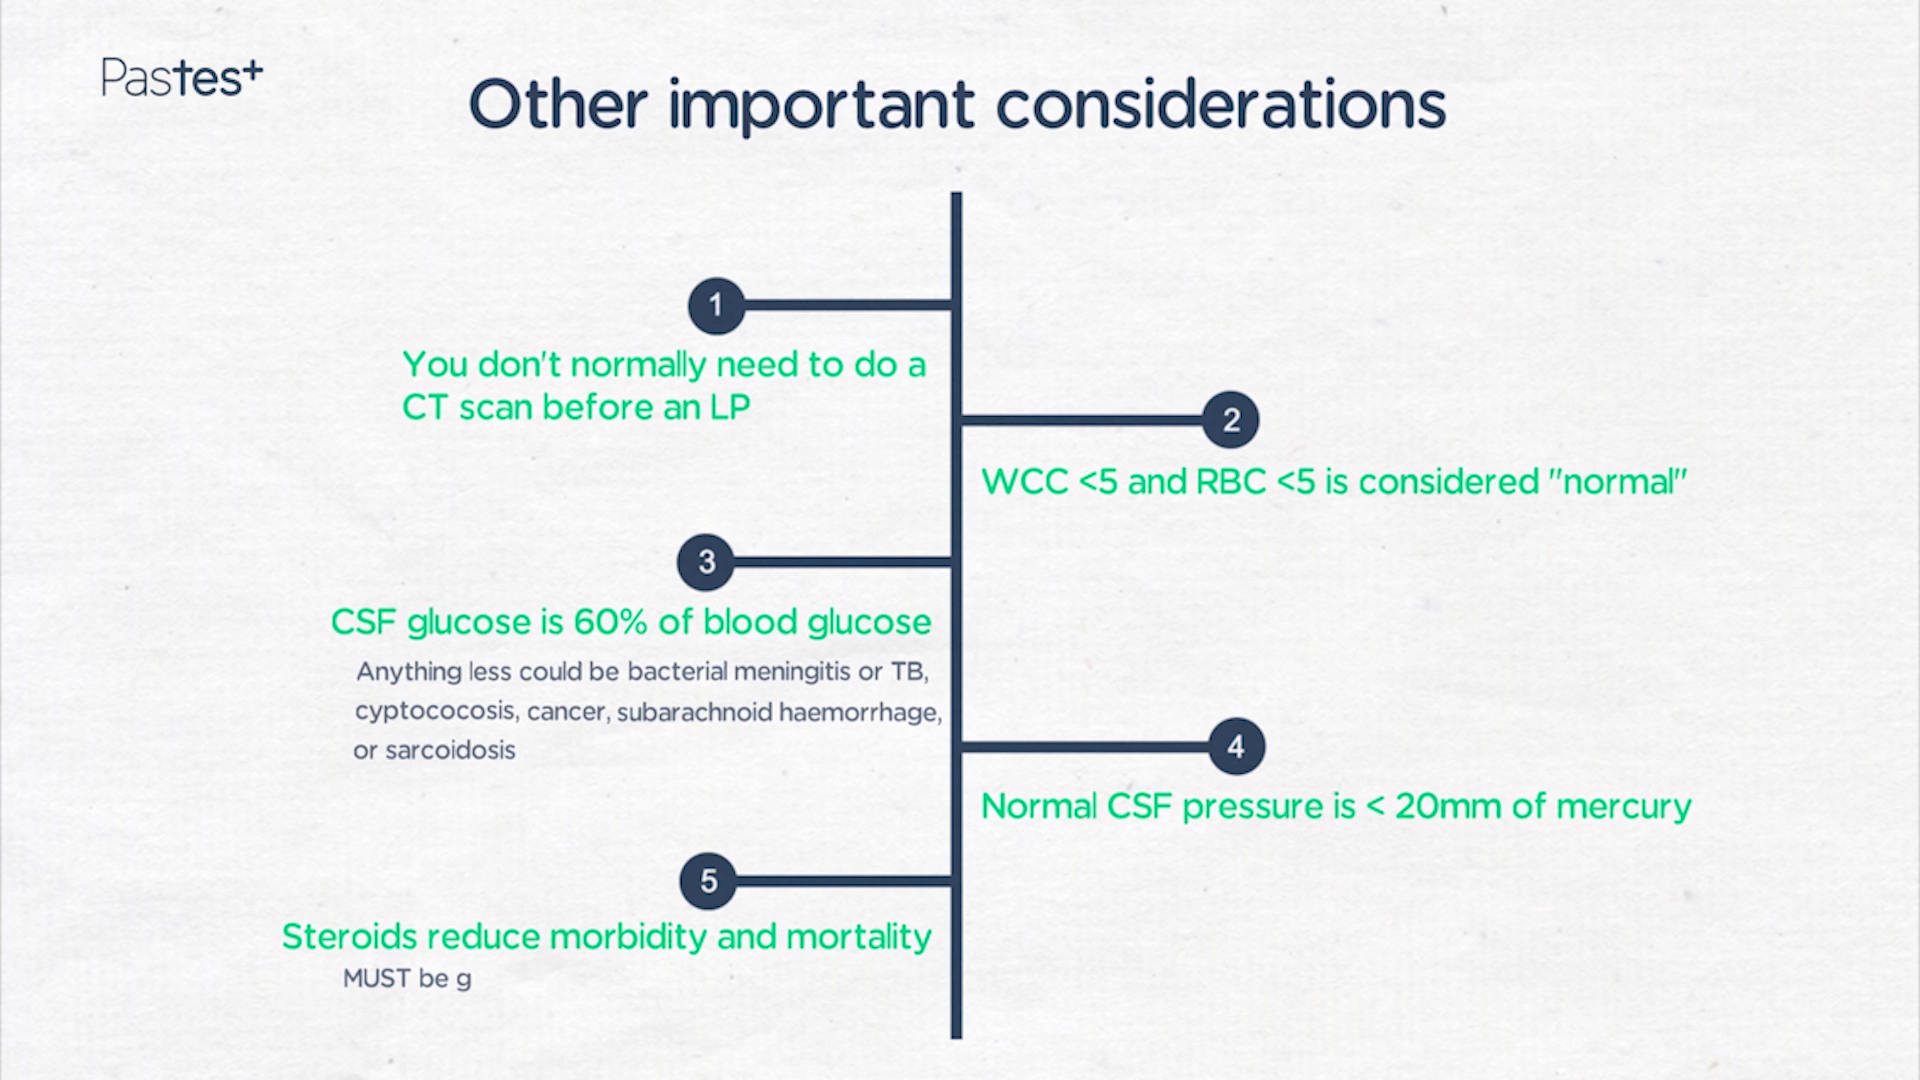 Pastest
Other important considerations
1
You don't normally need to do a
CT scan before an LP
2
WCC <5 and RBC <5 is considered "normal"
3
CSF glucose is 60% of blood glucose
Anything less could be bacterial meningitis or TB,
cyptococosis, cancer, subarachnoid haemorrhage,
or sarcoidosis
4
Normal CSF pressure is < 20mm of mercury
5
Steroids reduce morbidity and mortality
MUST be g